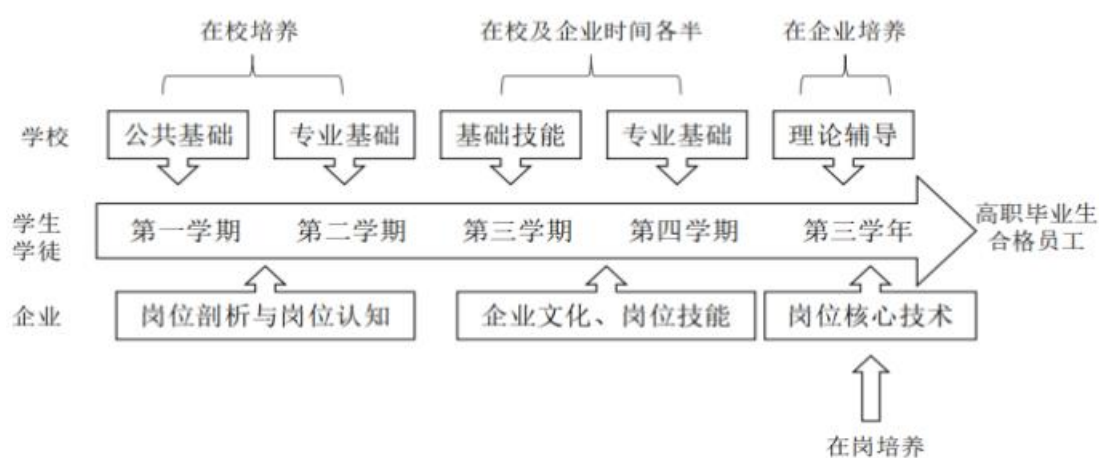 在校培养
在校及企业时间各半
在企业培养
学校
公共基础
专业基础
基础技能
专业基础
理论辅导
学生
学徒
第一学期
第二学期
第三学期
第四学期
第三学年
高职毕业生
合格员工
企业
岗位剖析与岗位认知
企业文化、岗位技能
岗位核心技术
在岗培养